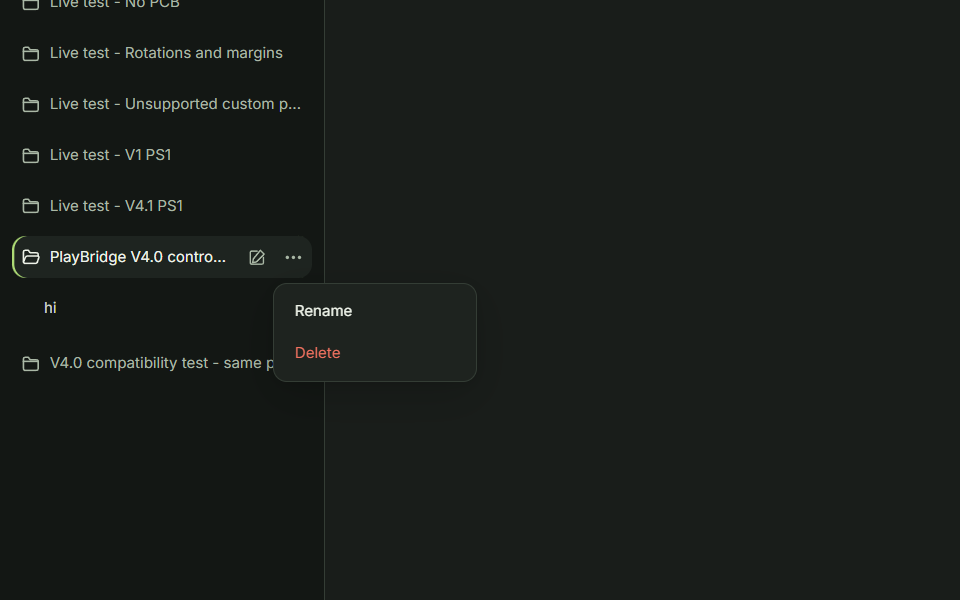 Live test - No PCB
Live test - Rotations and margins
Live test - Unsupported custom p...
Live test - V1 PS1
Live test - V4.1 PS1
PlayBridge V4.0 contro...
hi
Rename
Delete
V4.0 compatibility test - same p